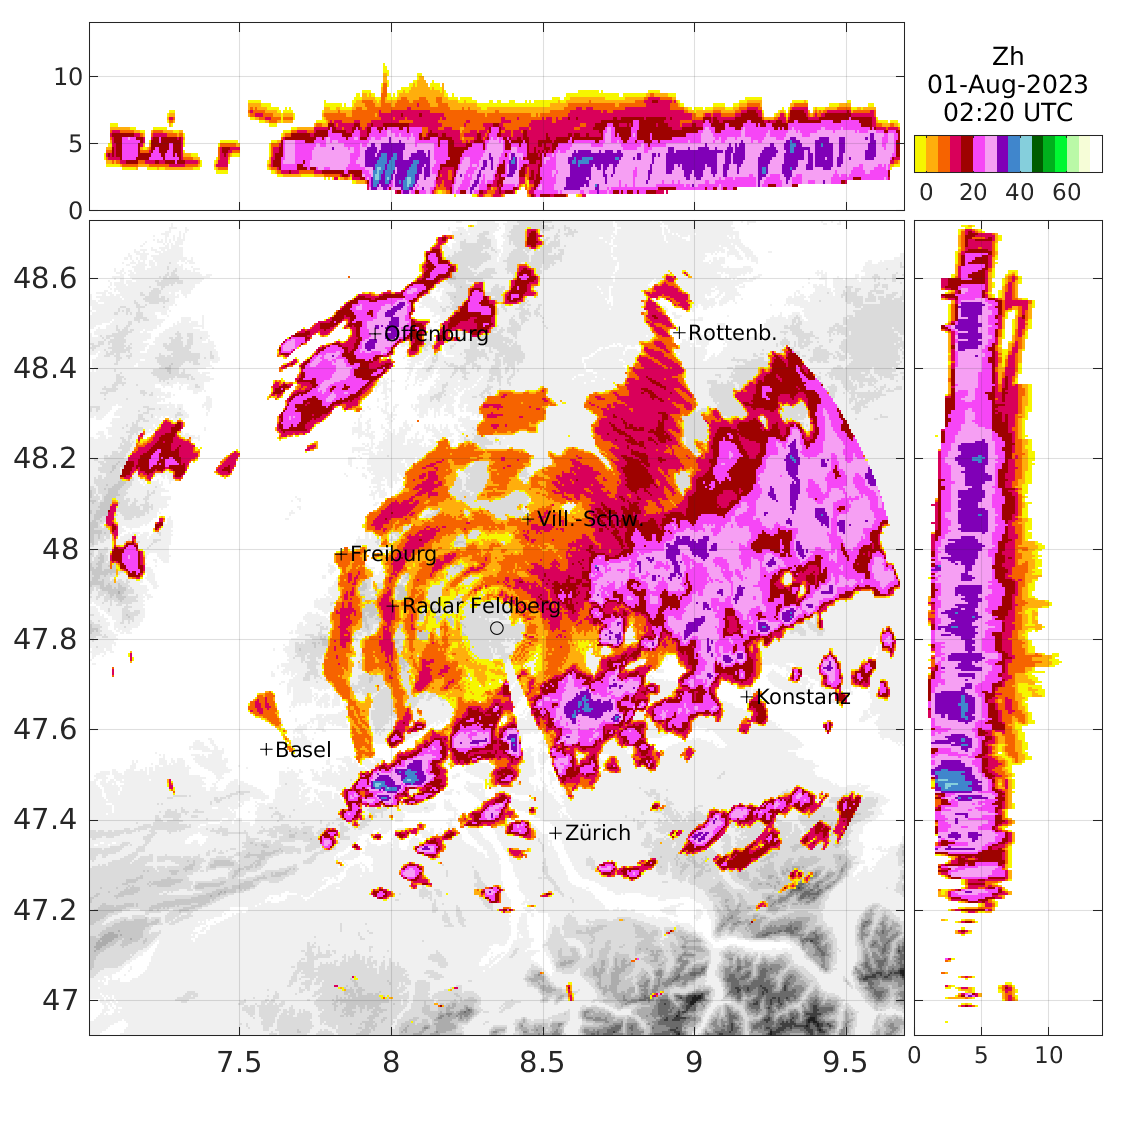 Zh
01-Aug-2023
02:20 UTC
0 20 40 60
10
5
0
48.6
48.4
48.2
48
47.8
47.6
47.4
47.2
47
+Offenburg
+Rottenb.
+Vill.-Schw.
+Freiburg
+Radar Feldberg
+Konstanz
+Basel
+Zürich
7.5 8 8.5 9 9.5
0 5 10